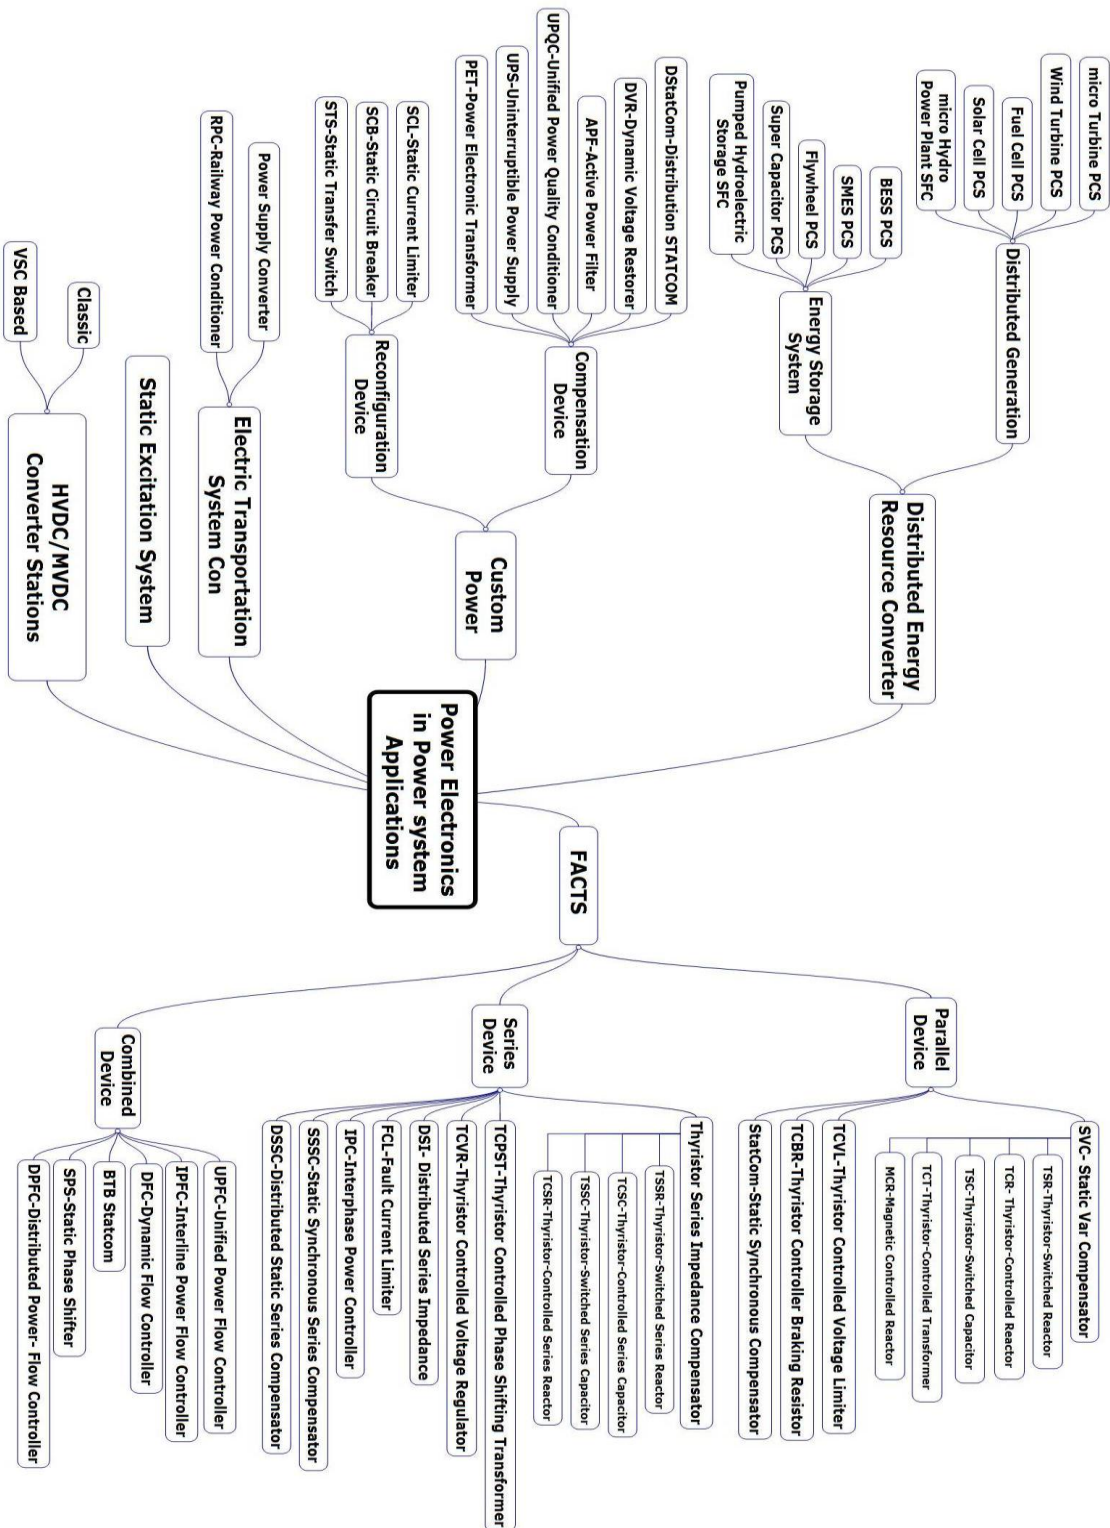 Power Electronics
in Power system
Applications
Distributed Energy
Resource Converter
Distributed Generation
micro Turbine PCS
Wind Turbine PCS
Fuel Cell PCS
Solar Cell PCS
micro Hydro
Power Plant SFC
Energy Storage
System
BESS PCS
SMES PCS
Flywheel PCS
Super Capacitor PCS
Pumped Hydroelectric
Storage SFC
Custom
Power
Compensation
Device
DStatCom-Distribution STATCOM
DVR-Dynamic Voltage Restorer
APF-Active Power Filter
UPQC-Unified Power Quality Conditioner
UPS-Uninterruptible Power Supply
PET-Power Electronic Transformer
Reconfiguration
Device
SCL-Static Current Limiter
SCB-Static Circuit Breaker
STS-Static Transfer Switch
Electric Transportation
System Con
Power Supply Converter
RPC-Railway Power Conditioner
Static Excitation System
HVDC/MVDC
Converter Stations
Classic
VSC Based
FACTS
Parallel
Device
SVC- Static Var Compensator
TSR-Thyristor-Switched Reactor
TCR- Thyristor-Controlled Reactor
TSC-Thyristor-Switched Capacitor
TCT-Thyristor-Controlled Transformer
MCR-Magnetic Controlled Reactor
TCVL-Thyristor Controlled Voltage Limiter
TCBR-Thyristor Controller Braking Resistor
StatCom-Static Synchronous Compensator
Series
Device
Thyristor Series Impedance Compensator
TSSR-Thyristor-Switched Series Reactor
TCSC-Thyristor-Controlled Series Capacitor
TSSC-Thyristor-Switched Series Capacitor
TCSR-Thyristor-Controlled Series Reactor
TCPST-Thyristor Controlled Phase Shifting Transformer
TCVR-Thyristor Controlled Voltage Regulator
DSI- Distributed Series Impedance
FCL-Fault Current Limiter
IPC-Interphase Power Controller
SSSC-Static Synchronous Series Compensator
DSSC-Distributed Static Series Compensator
Combined
Device
UPFC-Unified Power Flow Controller
IPFC-Interline Power Flow Controller
DFC-Dynamic Flow Controller
BTB Statcom
SPS-Static Phase Shifter
DPFC-Distributed Power- Flow Controller